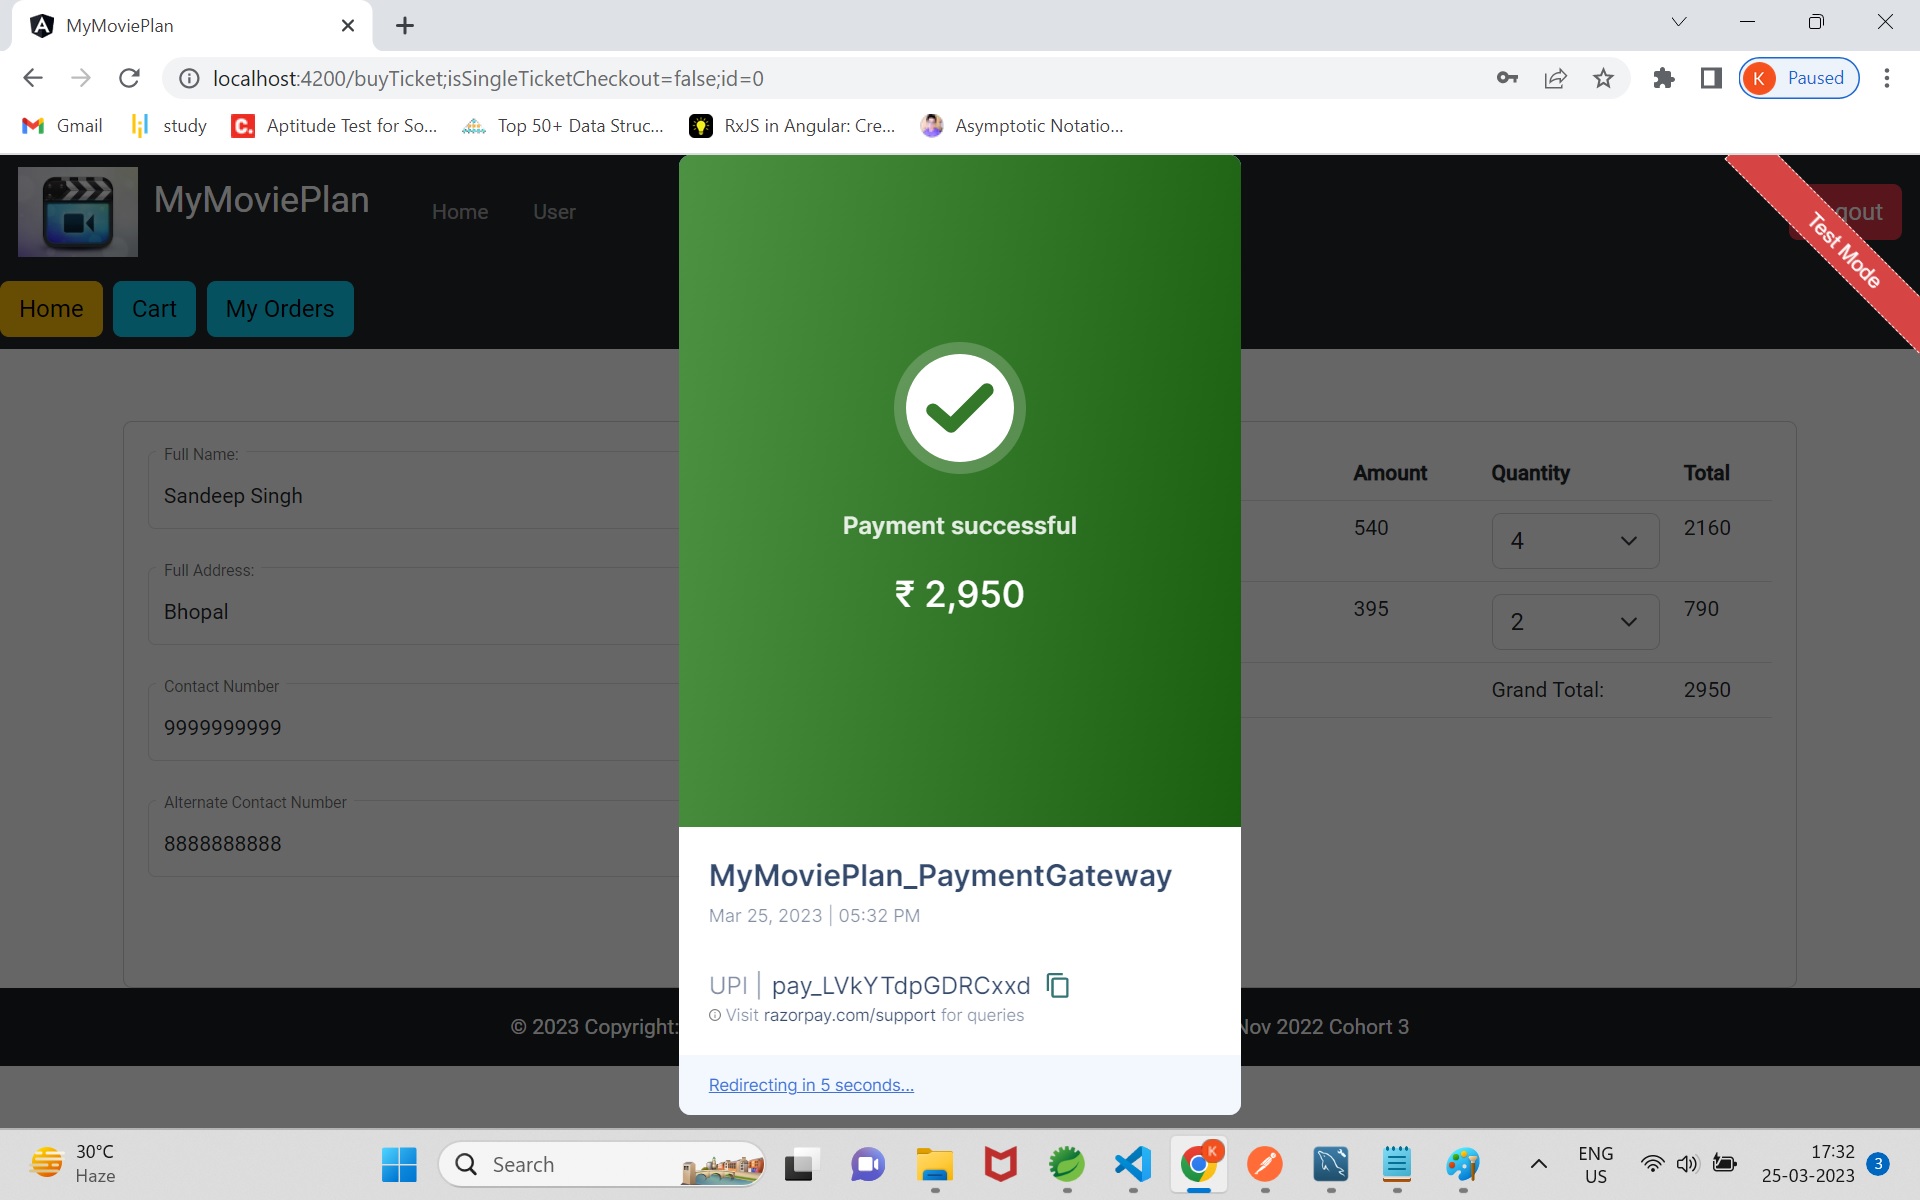 MyMoviePlan
localhost:4200/buyTicket;isSingleTicketCheckout=false;id=0
K Paused
Gmail
study
C. Aptitude Test for So...
Top 50+ Data Struc...
RxJS in Angular: Cre...
Asymptotic Notatio...
MyMoviePlan
Home
User
gout
Test Mode
Home
Cart
My Orders
Full Name:
Sandeep Singh
Full Address:
Bhopal
Contact Number
9999999999
Alternate Contact Number
8888888888
Payment successful
₹ 2,950
Amount Quantity Total
540 4 2160
395 2 790
Grand Total: 2950
MyMoviePlan_PaymentGateway
Mar 25, 2023 | 05:32 PM
UPI | pay_LVkYTdpGDRCxxd
Visit razorpay.com/support for queries
Redirecting in 5 seconds...
© 2023 Copyright:
Nov 2022 Cohort 3
30°C
Haze
Search
K
ENG
US
17:32
25-03-2023
3